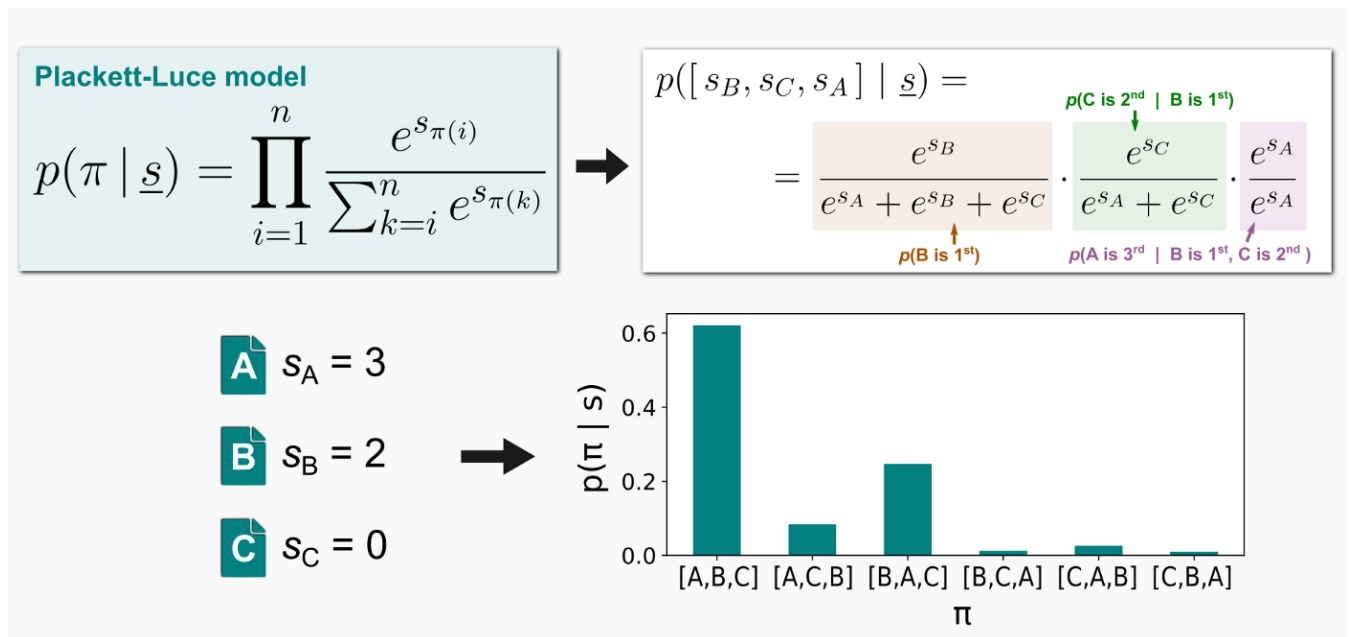 Plackett-Luce model
p(π | s) = ∏_{i=1}^{n} e^{s_{π(i)}} / ∑_{k=i}^{n} e^{s_{π(k)}}
p([ s_B, s_C, s_A ] | s) =
p(C is 2nd | B is 1st)
= e^{s_B} / (e^{s_A} + e^{s_B} + e^{s_C}) · e^{s_C} / (e^{s_A} + e^{s_C}) · e^{s_A} / e^{s_A}
p(B is 1st)
p(A is 3rd | B is 1st, C is 2nd )
A s_A = 3
B s_B = 2
C s_C = 0
p(π | s)
0.6
0.4
0.2
0.0
[A,B,C] [A,C,B] [B,A,C] [B,C,A] [C,A,B] [C,B,A]
π